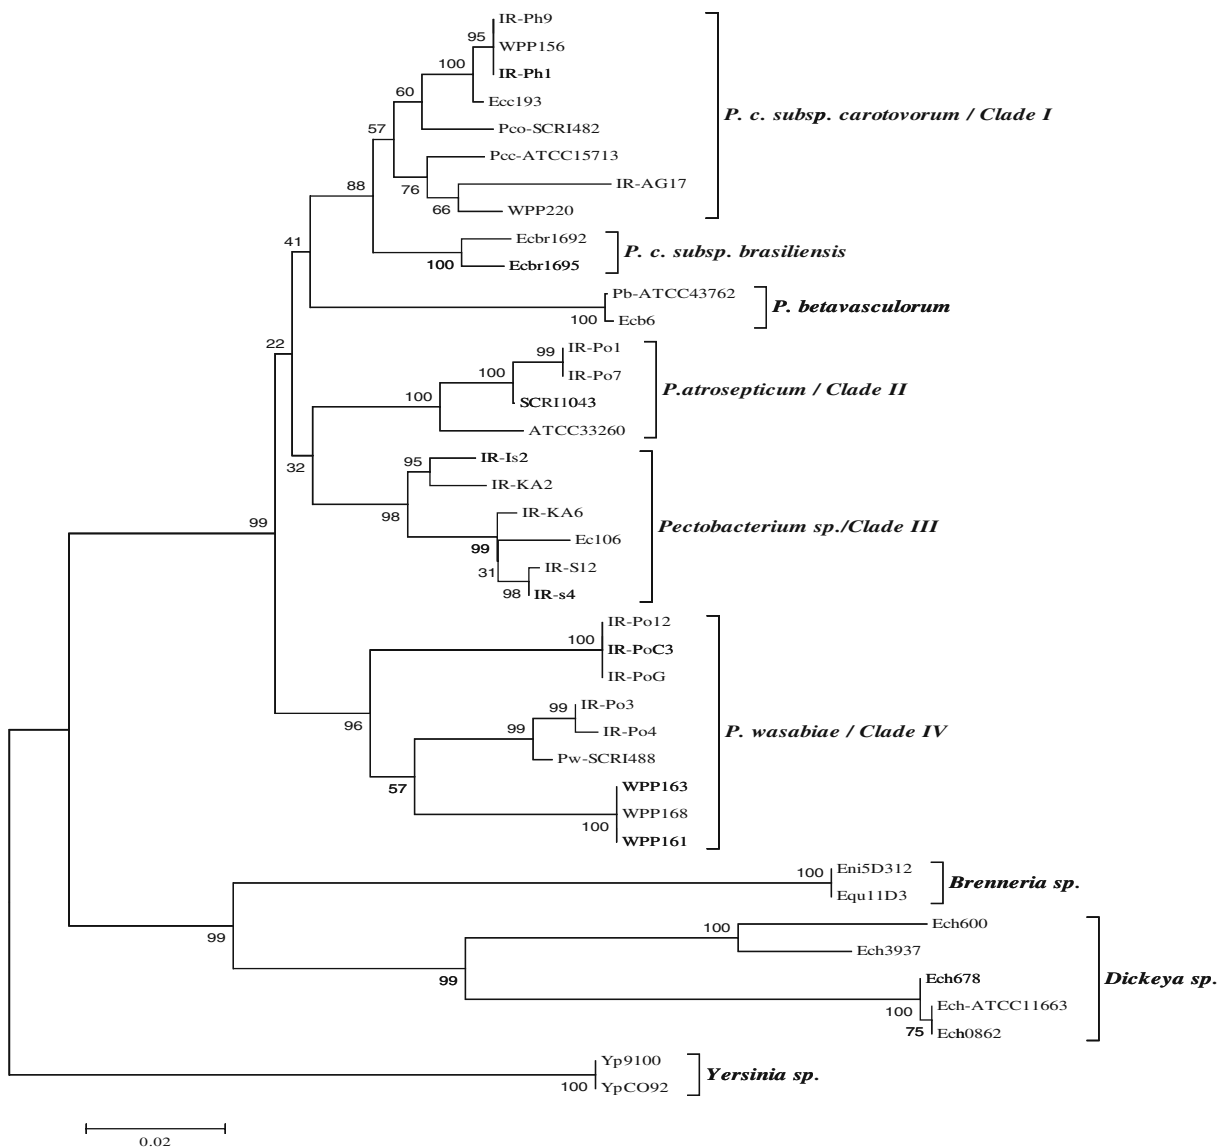 IR-Ph9
95
WPP156
100
IR-Ph1
60
Ecc193
P. c. subsp. carotovorum / Clade I
57
Pco-SCRI482
Pcc-ATCC15713
88
76
IR-AG17
66
WPP220
41
Ecbr1692
P. c. subsp. brasiliensis
100
Ecbr1695
Pb-ATCC43762
P. betavasculorum
100
Ecb6
22
99
IR-Po1
100
IR-Po7
P.atrosepticum / Clade II
100
SCRI1043
ATCC33260
32
95
IR-Is2
IR-KA2
98
IR-KA6
Pectobacterium sp./Clade III
99
99
Ec106
31
IR-S12
98
IR-s4
IR-Po12
100
IR-PoC3
IR-PoG
96
99
IR-Po3
99
IR-Po4
P. wasabiae / Clade IV
Pw-SCRI488
57
WPP163
WPP168
100
WPP161
100
Eni5D312
Brenneria sp.
Equ11D3
99
100
Ech600
Ech3937
99
Ech678
Dickeya sp.
100
Ech-ATCC11663
75
Ech0862
Yp9100
Yersinia sp.
100
YpCO92
0.02